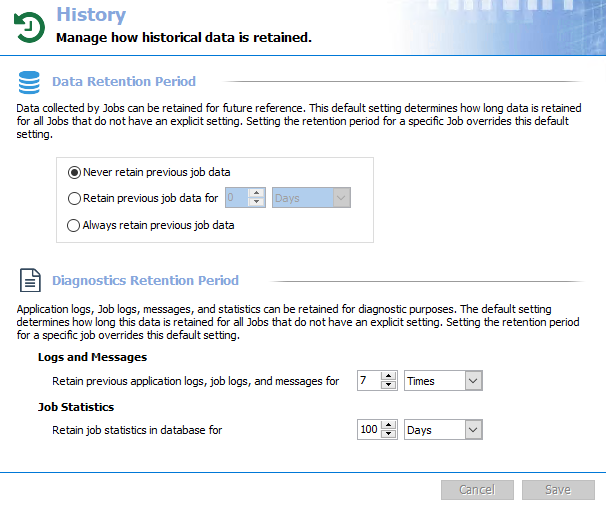 History
Manage how historical data is retained.
Data Retention Period
Data collected by Jobs can be retained for future reference. This default setting determines how long data is retained
for all Jobs that do not have an explicit setting. Setting the retention period for a specific Job overrides this default
setting.
Never retain previous job data
Retain previous job data for 0 Days
Always retain previous job data
Diagnostics Retention Period
Application logs, Job logs, messages, and statistics can be retained for diagnostic purposes. The default setting
determines how long this data is retained for all Jobs that do not have an explicit setting. Setting the retention period
for a specific job overrides this default setting.
Logs and Messages
Retain previous application logs, job logs, and messages for 7 Times
Job Statistics
Retain job statistics in database for 100 Days
Cancel Save